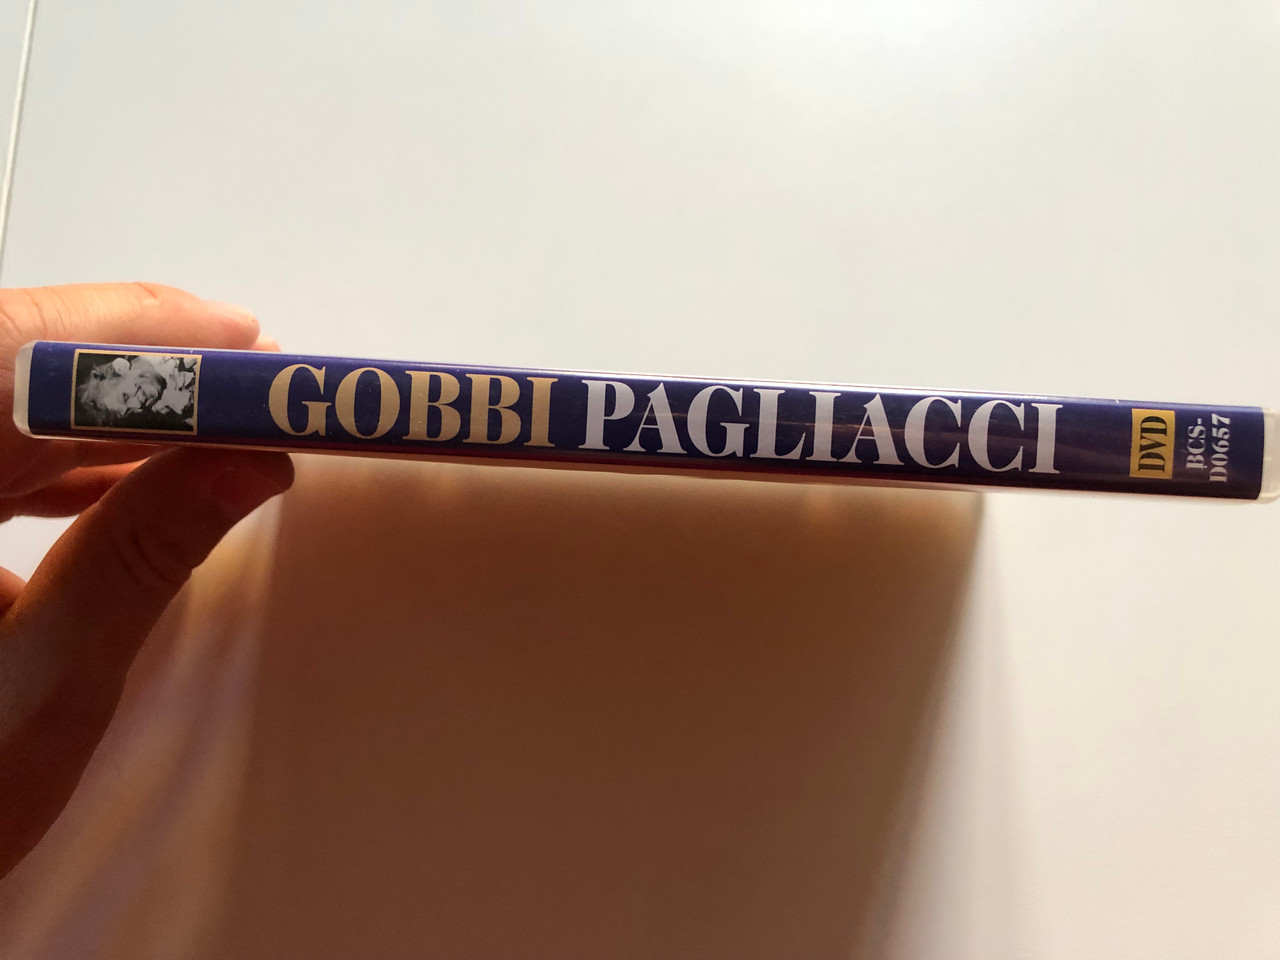 GOBBI PAGLIACCI
DVD
BCS-
D0657